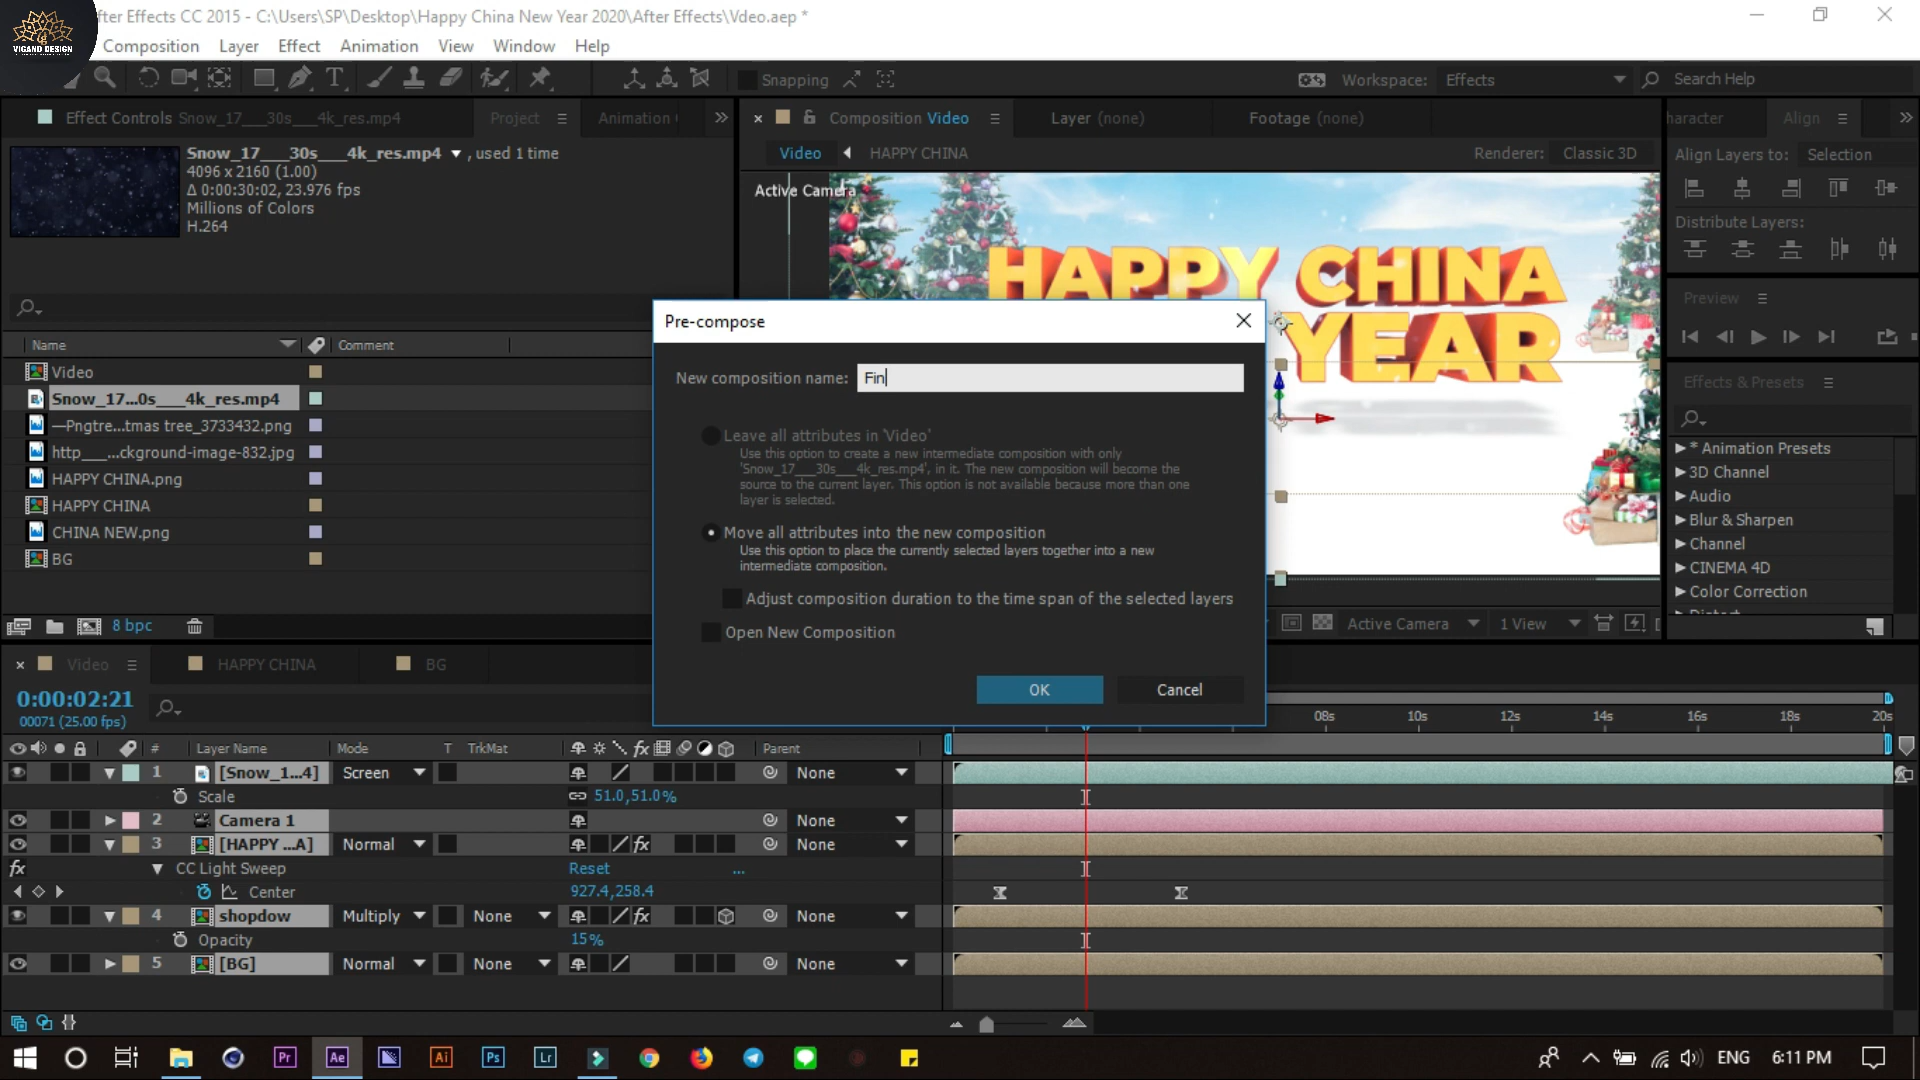 VIGAND DESIGN
fter Effects CC 2015 - C:\Users\SP\Desktop\Happy China New Year 2020\After Effects\Vdeo.aep *
Composition Layer Effect Animation View Window Help
Snapping
Workspace: Effects
Search Help
Effect Controls Snow_17___30s___4k_res.mp4
Project
Animation
Composition Video
Layer (none)
Footage (none)
haracter
Align
Snow_17___30s___4k_res.mp4 , used 1 time
4096 x 2160 (1.00)
Δ 0:00:30:02, 23.976 fps
Millions of Colors
H.264
Video
HAPPY CHINA
Renderer: Classic 3D
Active Camera
HAPPY CHINA
YEAR
Align Layers to: Selection
Distribute Layers:
Preview
Effects & Presets
* Animation Presets
3D Channel
Audio
Blur & Sharpen
Channel
CINEMA 4D
Color Correction
Distort
Name
Comment
Video
Snow_17...0s___4k_res.mp4
—Pngtre...tmas tree_3733432.png
http___...ckground-image-832.jpg
HAPPY CHINA.png
HAPPY CHINA
CHINA NEW.png
BG
8 bpc
Pre-compose
New composition name: Fin
Leave all attributes in 'Video'
Use this option to create a new intermediate composition with only
'Snow_17___30s___4k_res.mp4', in it. The new composition will become the
source to the current layer. This option is not available because more than one
layer is selected.
Move all attributes into the new composition
Use this option to place the currently selected layers together into a new
intermediate composition.
Adjust composition duration to the time span of the selected layers
Open New Composition
OK
Cancel
Active Camera
1 View
Video
HAPPY CHINA
BG
0:00:02:21
00071 (25.00 fps)
08s 10s 12s 14s 16s 18s 20s
# Layer Name Mode T TrkMat Parent
1 [Snow_1...4] Screen None
Scale 51.0,51.0%
2 Camera 1 None
3 [HAPPY ...A] Normal fx None
fx CC Light Sweep Reset ...
Center 927.4,258.4
4 shopdow Multiply None fx None
Opacity 15%
5 [BG] Normal None None
Pr Ae Ai Ps Lr
ENG 6:11 PM